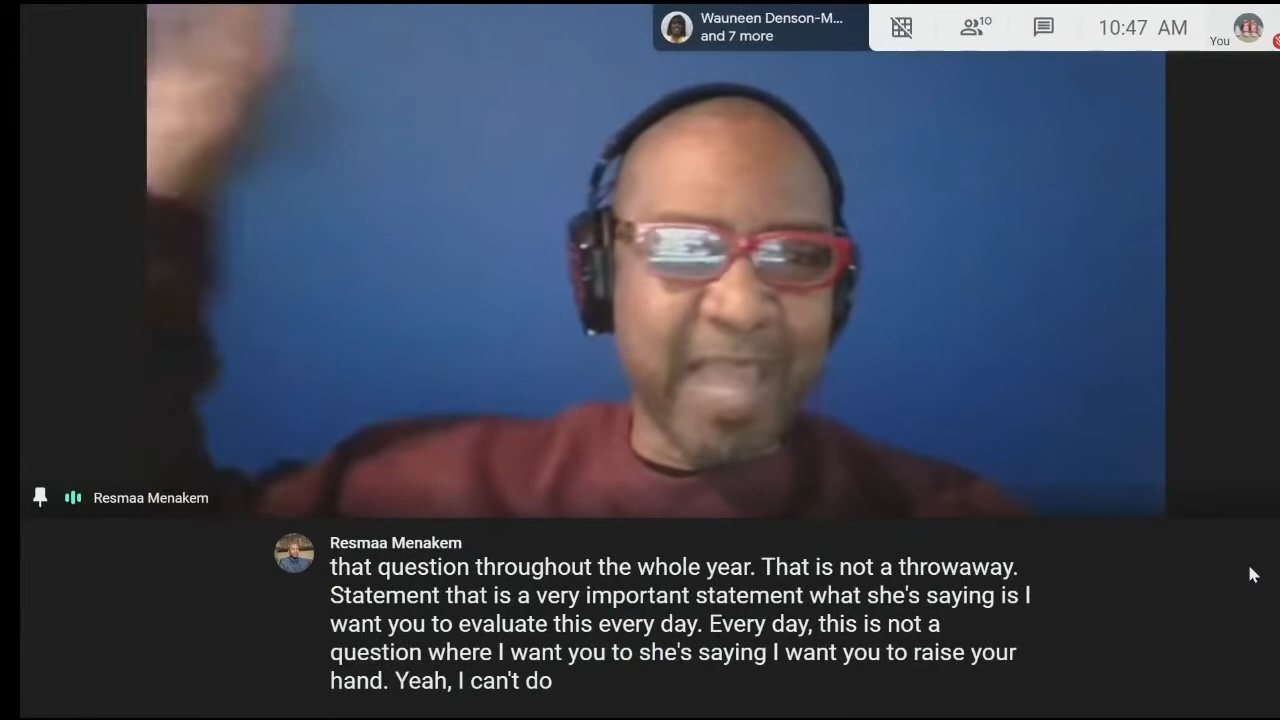 Wauneen Denson-M...
and 7 more
10
10:47 AM
You
Resmaa Menakem
Resmaa Menakem
that question throughout the whole year. That is not a throwaway.
Statement that is a very important statement what she's saying is I
want you to evaluate this every day. Every day, this is not a
question where I want you to she's saying I want you to raise your
hand. Yeah, I can't do